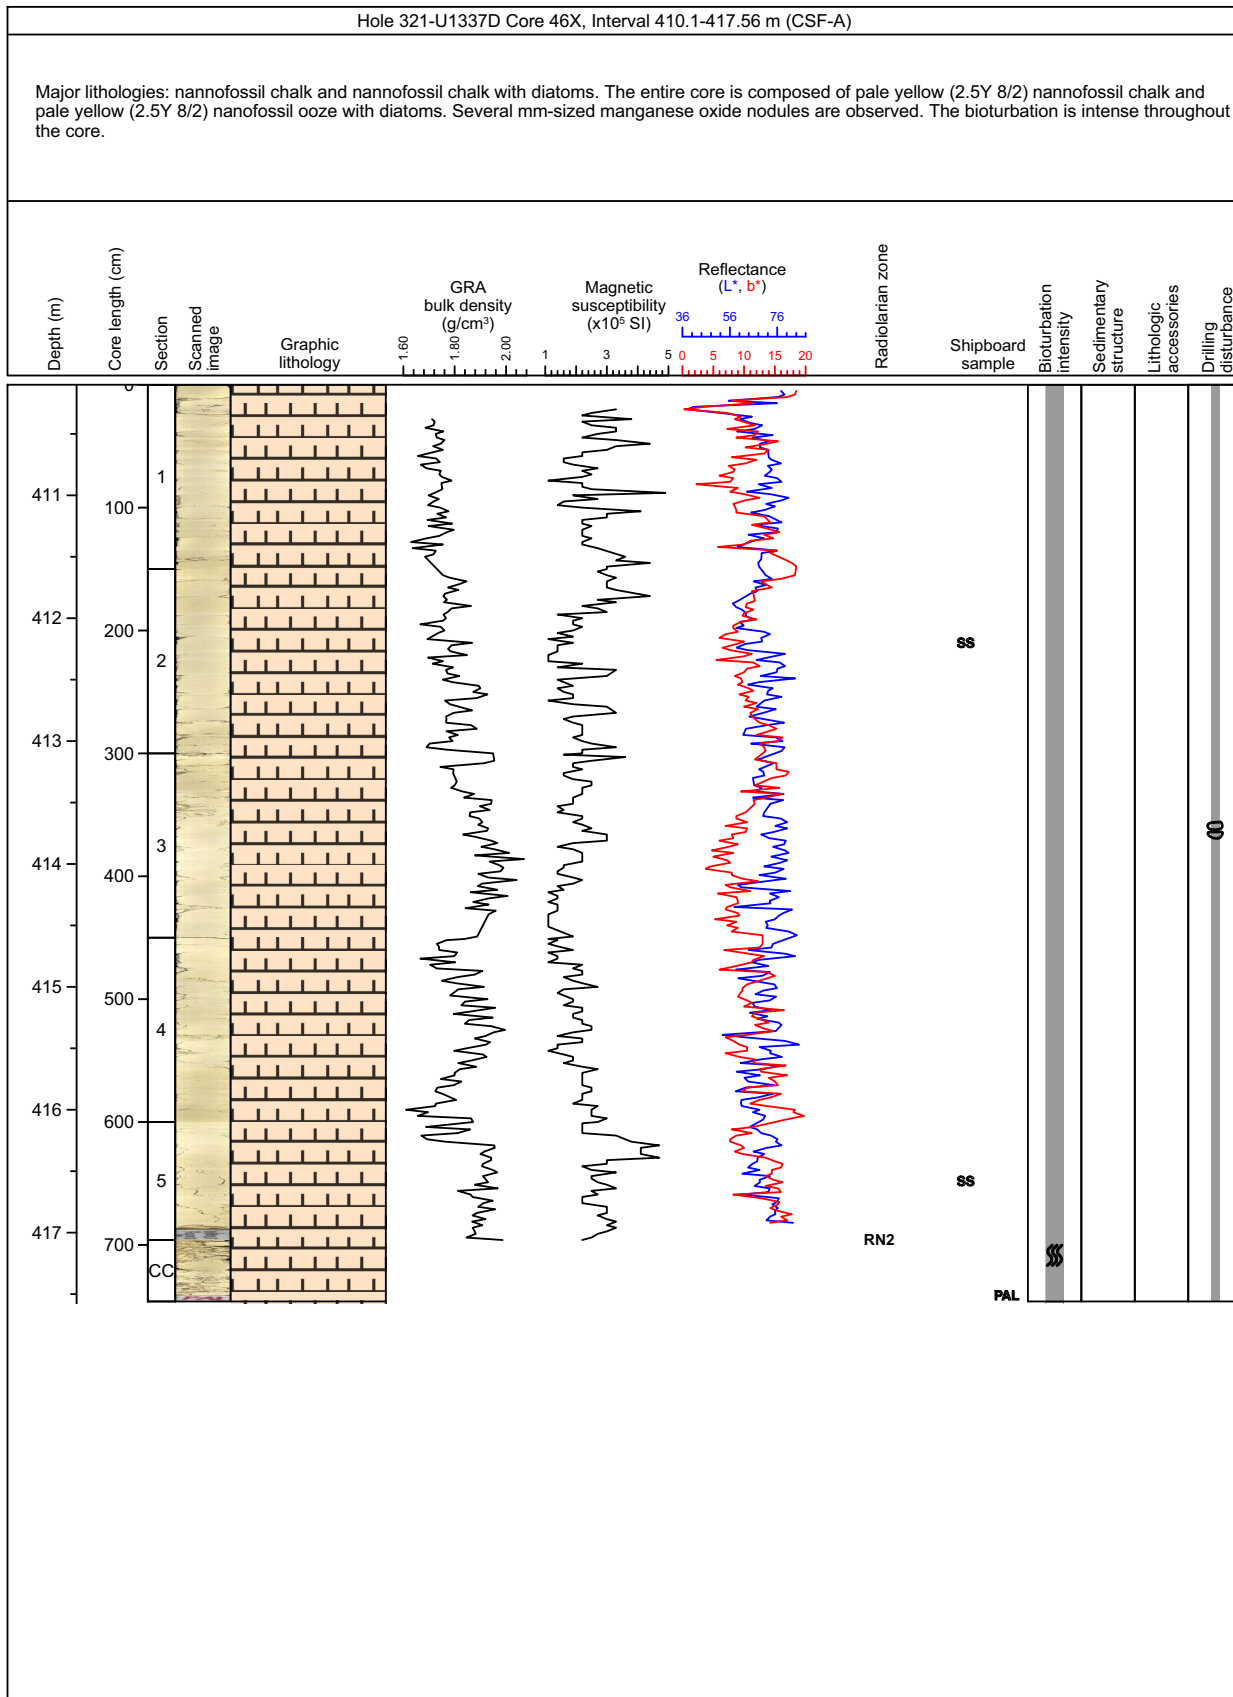 Hole 321-U1337D Core 46X, Interval 410.1-417.56 m (CSF-A)
Major lithologies: nannofossil chalk and nannofossil chalk with diatoms. The entire core is composed of pale yellow (2.5Y 8/2) nannofossil chalk and
pale yellow (2.5Y 8/2) nanofossil ooze with diatoms. Several mm-sized manganese oxide nodules are observed. The bioturbation is intense throughout
the core.
Depth (m)
Core length (cm)
Section
Scanned
image
Graphic
lithology
GRA
bulk density
(g/cm³)
1.60
1.80
2.00
Magnetic
susceptibility
(x10⁵ SI)
1 3 5
Reflectance
(L*, b*)
36 56 76
0 5 10 15 20
Radiolarian zone
Shipboard
sample
Bioturbation
intensity
Sedimentary
structure
Lithologic
accessories
Drilling
disturbance
0
1
411
100
412
200
SS
2
413
300
3
414
400
415
500
4
416
600
5
SS
417
700
RN2
CC
PAL